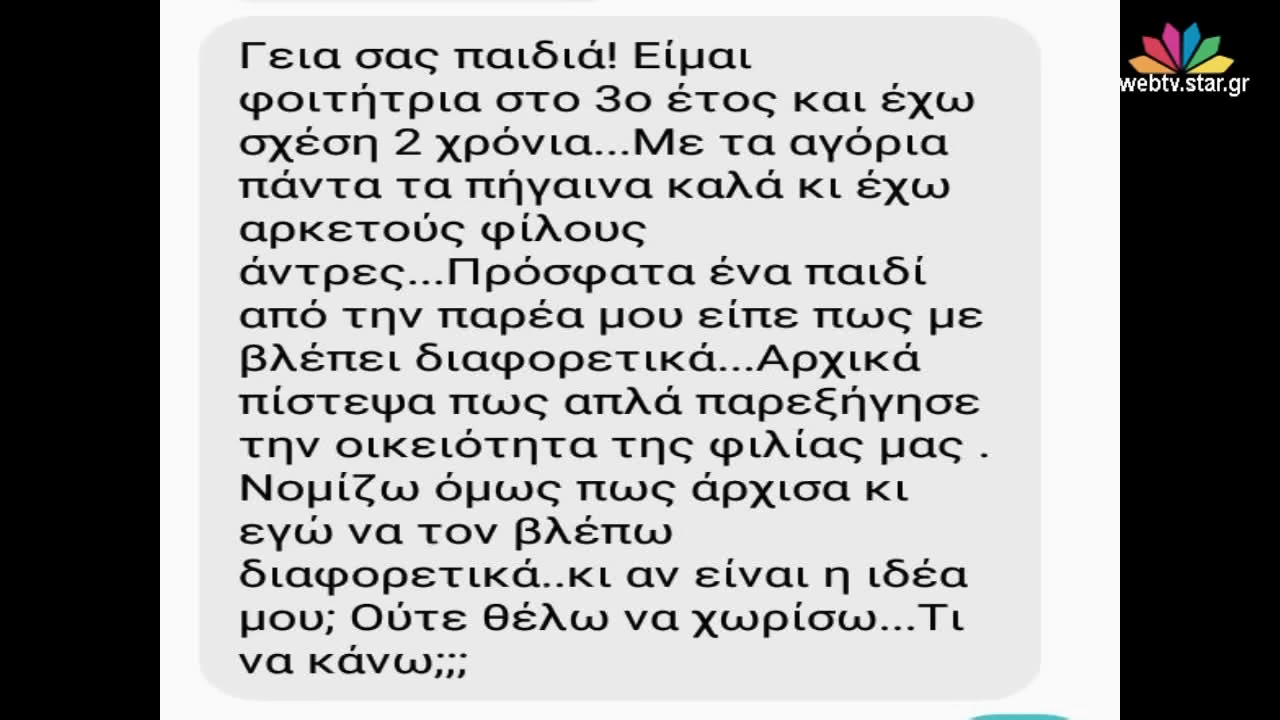 Γεια σας παιδιά! Είμαι
φοιτήτρια στο 3ο έτος και έχω
σχέση 2 χρόνια...Με τα αγόρια
πάντα τα πήγαινα καλά κι έχω
αρκετούς φίλους
άντρες...Πρόσφατα ένα παιδί
από την παρέα μου είπε πως με
βλέπει διαφορετικά...Αρχικά
πίστεψα πως απλά παρεξήγησε
την οικειότητα της φιλίας μας .
Νομίζω όμως πως άρχισα κι
εγώ να τον βλέπω
διαφορετικά..κι αν είναι η ιδέα
μου; Ούτε θέλω να χωρίσω...Τι
να κάνω;;;
webtv.star.gr